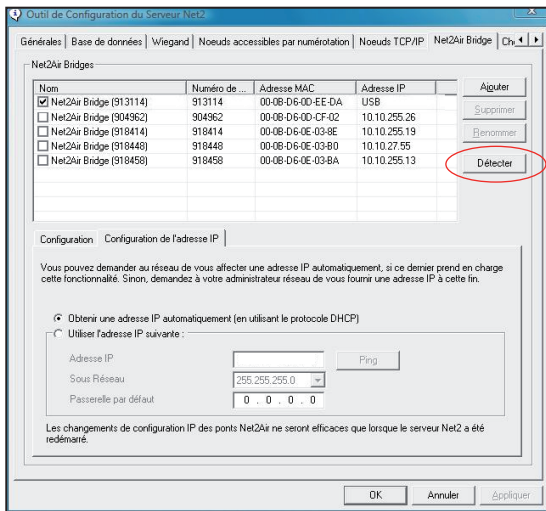 Outil de Configuration du Serveur Net2
Générales Base de données Wiegand Noeuds accessibles par numérotation Noeuds TCP/IP Net2Air Bridge
Net2Air Bridges
Nom Numéro de ... Adresse MAC Adresse IP
Net2Air Bridge (913114) 913114 00-0B-D6-0D-EE-DA USB
Net2Air Bridge (904962) 904962 00-0B-D6-0D-CF-02 10.10.255.26
Net2Air Bridge (918414) 918414 00-0B-D6-0E-03-8E 10.10.255.19
Net2Air Bridge (918448) 918448 00-0B-D6-0E-03-B0 10.10.27.55
Net2Air Bridge (918458) 918458 00-0B-D6-0E-03-BA 10.10.255.13
Ajouter
Supprimer
Renommer
Détecter
Configuration Configuration de l'adresse IP
Vous pouvez demander au réseau de vous affecter une adresse IP automatiquement, si ce dernier prend en charge
cette fonctionnalité. Sinon, demandez à votre administrateur réseau de vous fournir une adresse IP à cette fin.
Obtenir une adresse IP automatiquement (en utilisant le protocole DHCP)
Utiliser l'adresse IP suivante :
Adresse IP Ping
Sous Réseau 255.255.255.0
Passerelle par défaut 0 . 0 . 0 . 0
Les changements de configuration IP des ponts Net2Air ne seront efficaces que lorsque le serveur Net2 a été
redémarré.
OK Annuler Appliquer